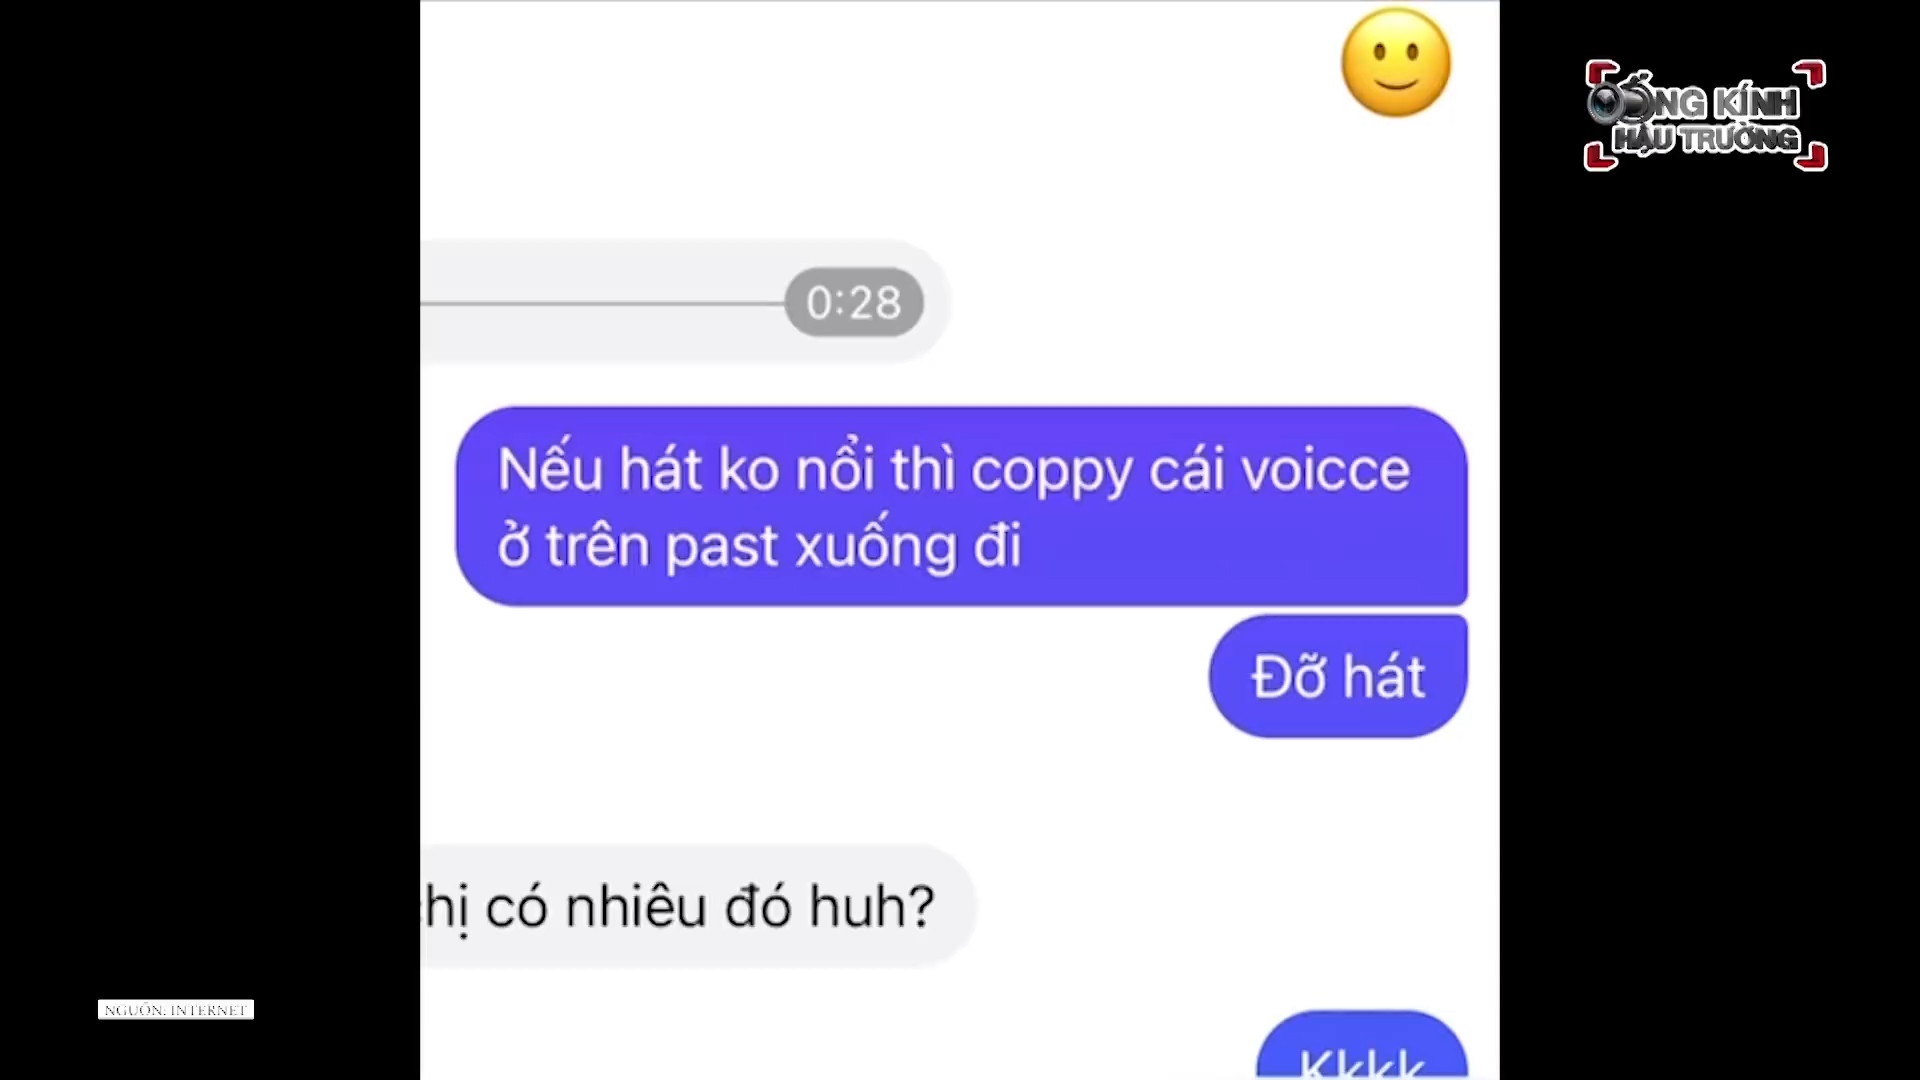 ỐNG KÍNH
HẬU TRƯỜNG
0:28
Nếu hát ko nổi thì coppy cái voicce
ở trên past xuống đi
Đỡ hát
có nhiêu đó huh?
Kkkk
NGUỒN: INTERNET